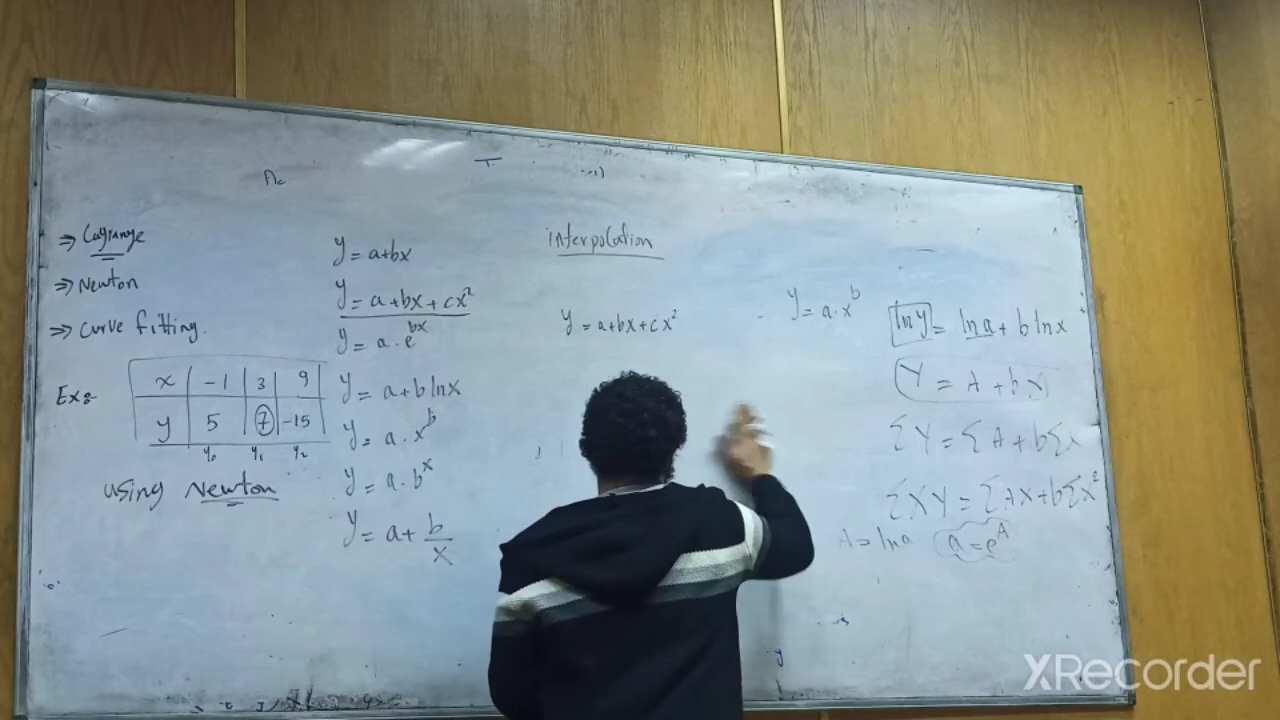 ⇒ Lagrange
⇒ Newton
⇒ Curve fitting.
Ex:-
x | -1 | 3 | 9
y | 5 | 7 | -15
y₀ y₁ y₂
using Newton
y = a+bx
y = a+bx+cx²
y = a.e^bx
y = a+b lnx
y = a.x^b
y = a.b^x
y = a+ b/x
interpolation
y = a+bx+cx²
y = a.x^b
lny = lna + b lnx
Y = A + bX
ΣY = ΣA + bΣX
ΣXY = ΣAX+bΣX²
A = lna a = e^A
XRecorder